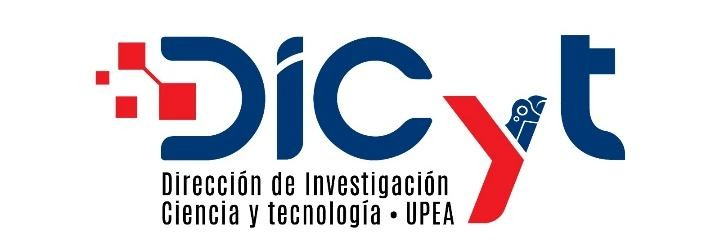 DiCyt
Dirección de Investigación
Ciencia y tecnología • UPEA